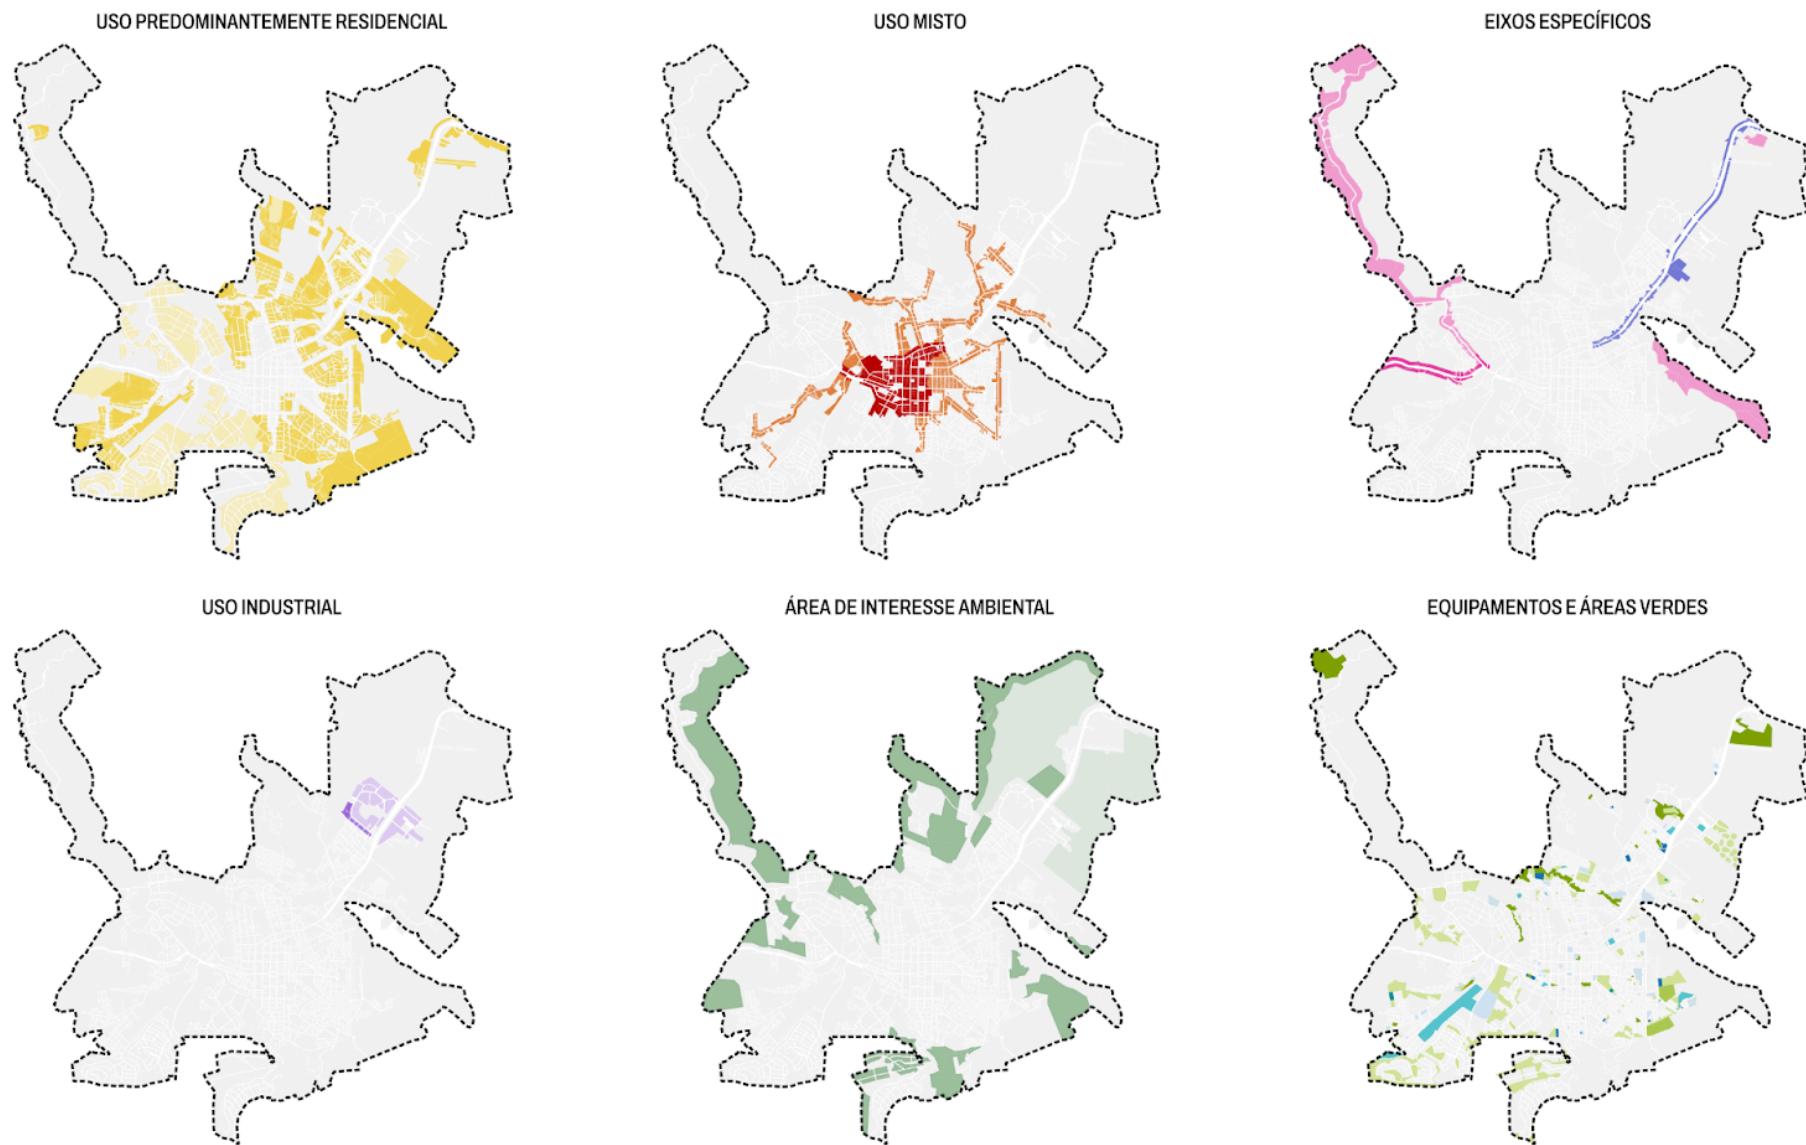 USO PREDOMINANTEMENTE RESIDENCIAL
USO MISTO
EIXOS ESPECÍFICOS
USO INDUSTRIAL
ÁREA DE INTERESSE AMBIENTAL
EQUIPAMENTOS E ÁREAS VERDES